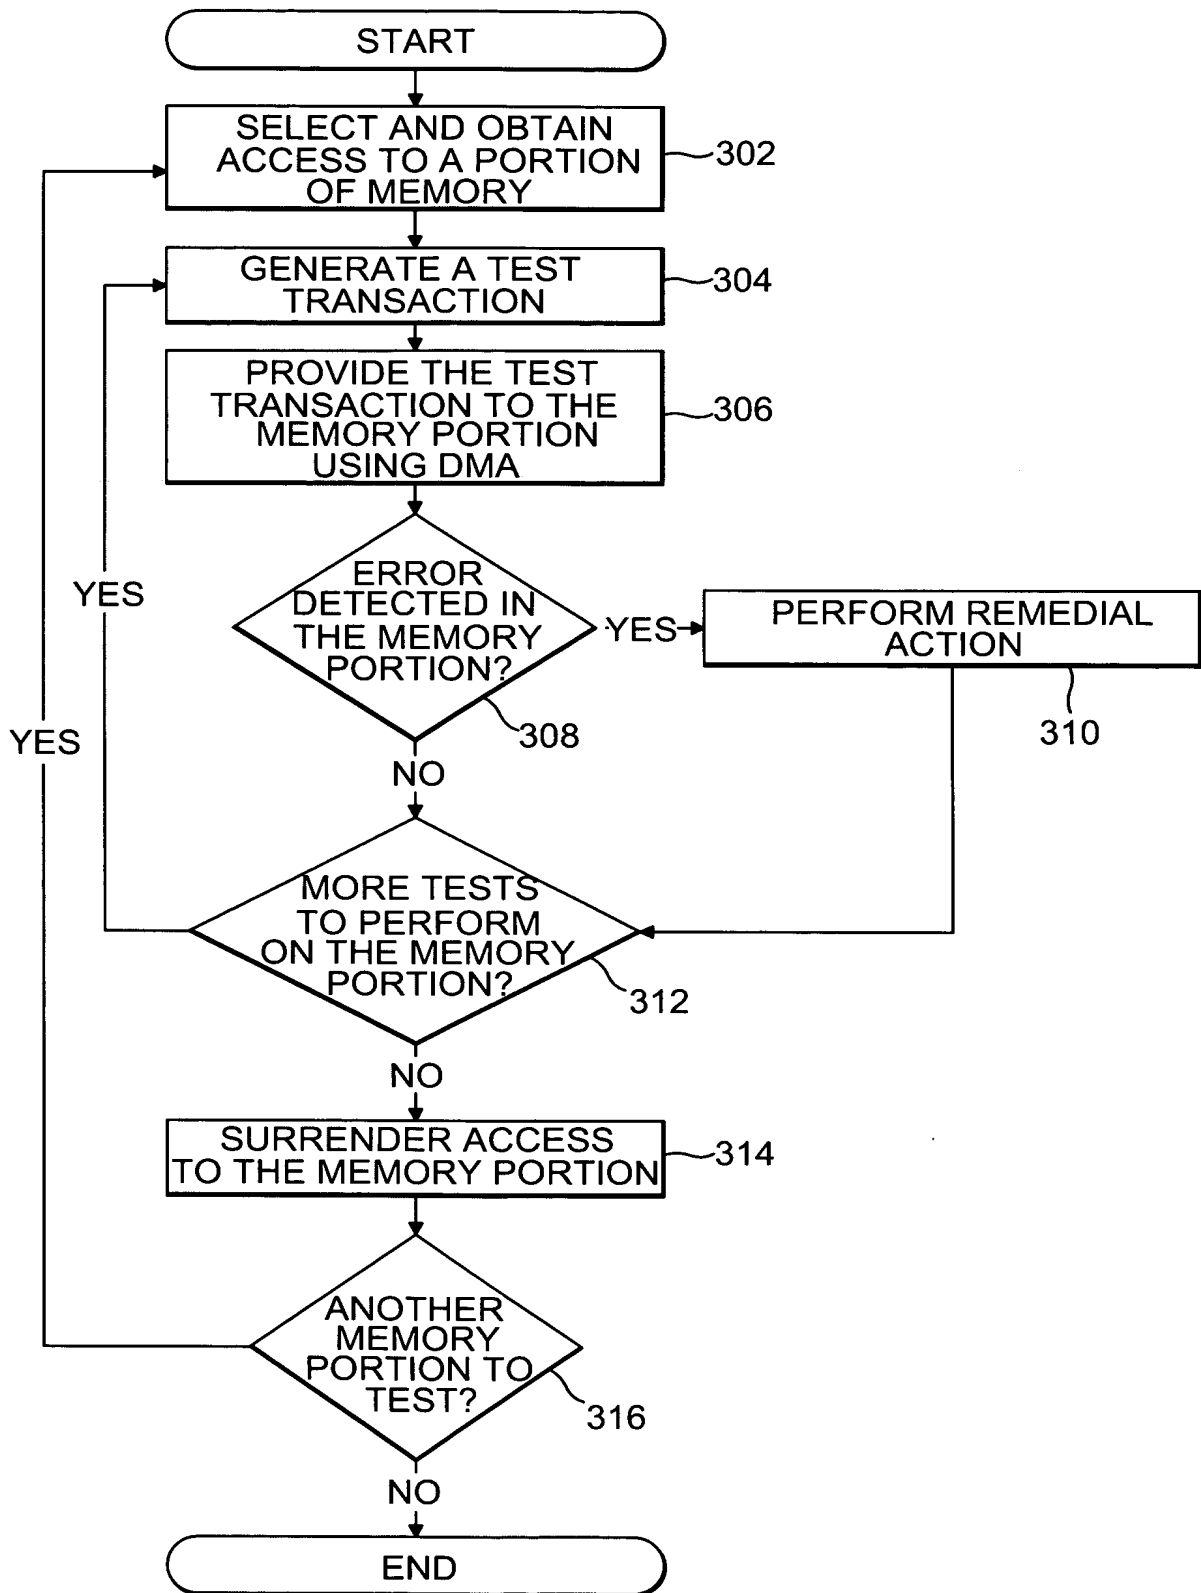 START
SELECT AND OBTAIN
ACCESS TO A PORTION
OF MEMORY
302
GENERATE A TEST
TRANSACTION
304
PROVIDE THE TEST
TRANSACTION TO THE
MEMORY PORTION
USING DMA
306
ERROR
DETECTED IN
THE MEMORY
PORTION?
308
YES
PERFORM REMEDIAL
ACTION
310
NO
YES
YES
MORE TESTS
TO PERFORM
ON THE MEMORY
PORTION?
312
NO
SURRENDER ACCESS
TO THE MEMORY PORTION
314
ANOTHER
MEMORY
PORTION TO
TEST?
316
NO
END